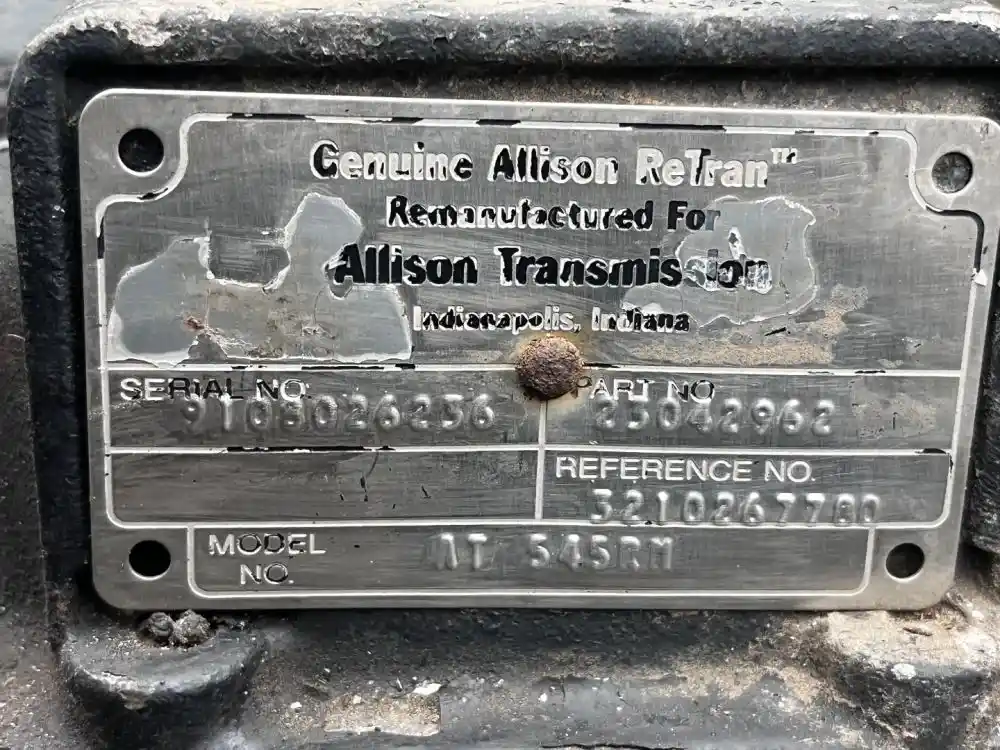 Genuine Allison ReTran™
Remanufactured For
Allison Transmission
Indianapolis, Indiana
SERIAL NO.
9T0B026236
PART NO
23042962
REFERENCE NO.
3210267780
MODEL NO.
AT 545RM